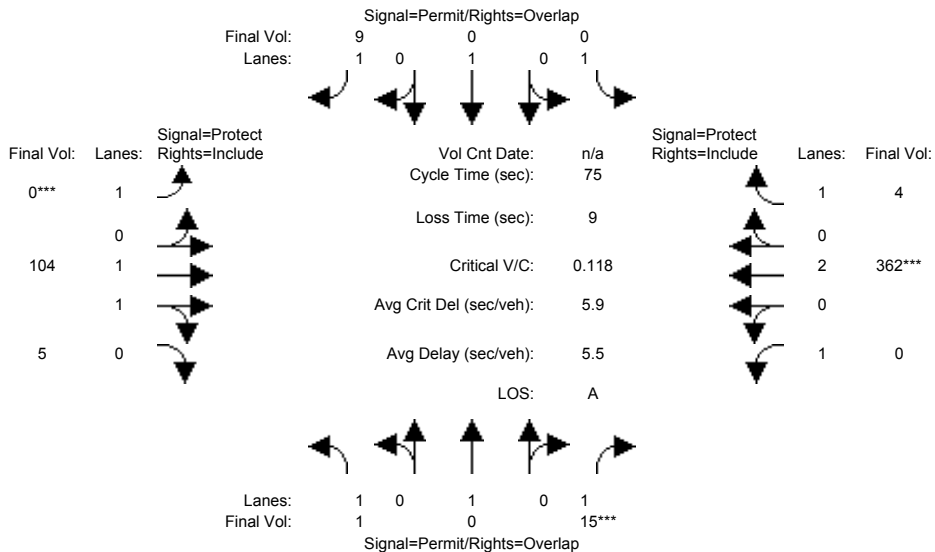 Signal=Permit/Rights=Overlap
Final Vol: 9 0 0
Lanes: 1 0 1 0 1
Signal=Protect
Final Vol: Lanes: Rights=Include
Vol Cnt Date: n/a
Signal=Protect
Rights=Include Lanes: Final Vol:
Cycle Time (sec): 75
0*** 1
1 4
Loss Time (sec): 9
0
0
104 1
Critical V/C: 0.118
2 362***
1
Avg Crit Del (sec/veh): 5.9
0
5 0
Avg Delay (sec/veh): 5.5
1 0
LOS: A
Lanes: 1 0 1 0 1
Final Vol: 1 0 15***
Signal=Permit/Rights=Overlap